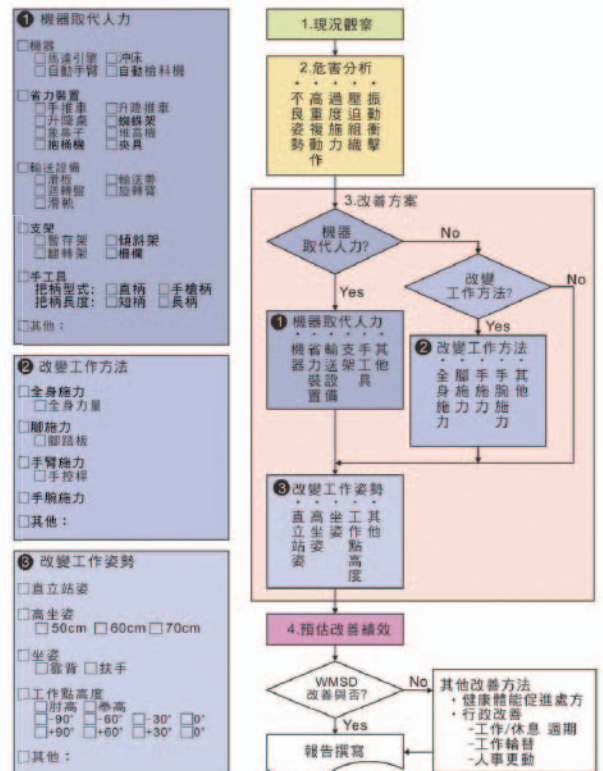 ❶ 機器取代人力
□機器
□馬達引擎 □沖床
□自動手臂 □自動檢料機
□省力裝置
□手推車 □升降推車
□升降桌 □蜘蛛架
□象鼻子 □堆高機
□抱桶機 □夾具
□輸送設備
□滑板 □輸送帶
□迴轉盤 □旋轉臂
□滑軌
□支架
□暫存架 □傾斜架
□翻轉架 □柵欄
□手工具
把柄型式：□直柄 □手槍柄
把柄長度：□短柄 □長柄
□其他：
❷ 改變工作方法
□全身施力
□全身力量
□腳施力
□腳踏板
□手臂施力
□手控桿
□手腕施力
□其他：
❸ 改變工作姿勢
□直立站姿
□高坐姿
□50cm □60cm □70cm
□坐姿
□靠背 □扶手
□工作點高度
□肘高 □拳高
□-90° □-60° □-30° □0°
□+90° □+60° □+30° □0°
□其他：
1.現況觀察
2.危害分析
・不良姿勢
・高重複動作
・過度施力
・壓迫組織
・振動衝擊
3.改善方案
機器
取代人力?
No
Yes
改變
工作方法?
No
Yes
❶ 機器取代人力
・機器
・省力裝置
・輸送設備
・支架
・手工具
・其他
❷ 改變工作方法
・全身施力
・腳施力
・手施力
・手腕施力
・其他
❸ 改變工作姿勢
・直立站姿
・高坐姿
・坐姿
・工作點高度
・其他
4.預估改善績效
WMSD
改善與否?
No
Yes
報告撰寫
其他改善方法
・健康體能促進處方
・行政改善
-工作/休息 週期
-工作輪替
-人事更動